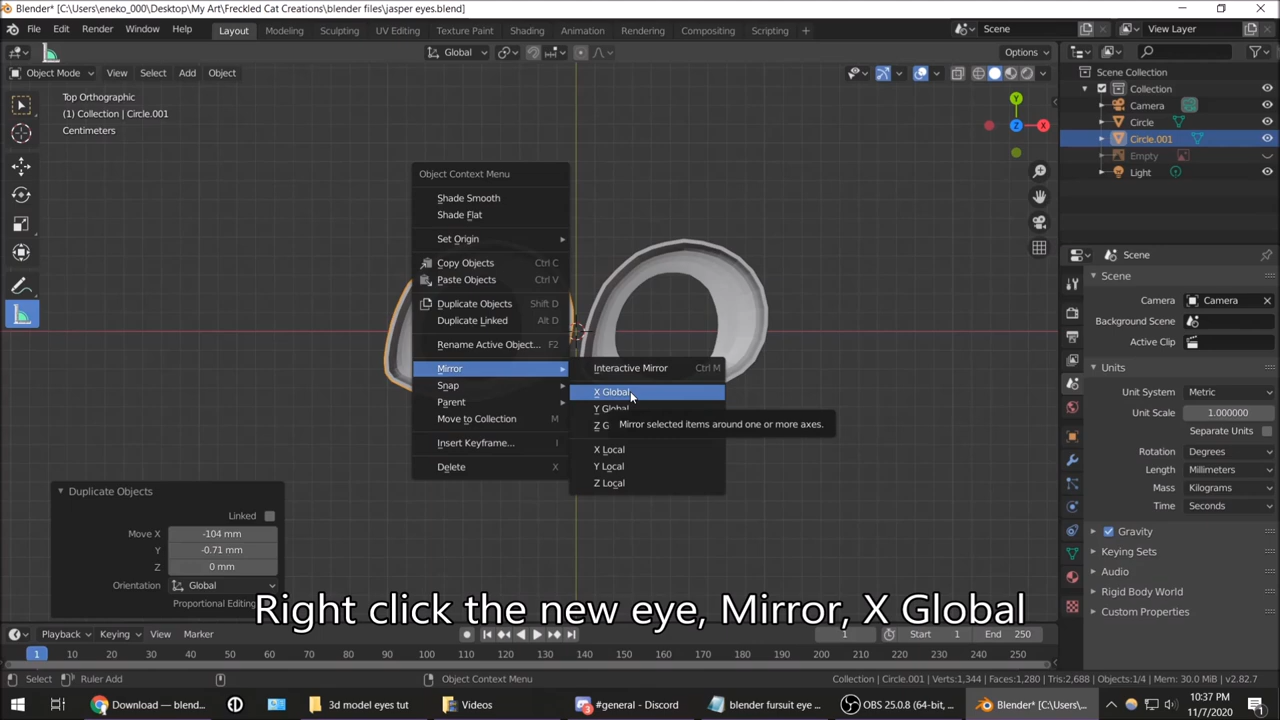 Blender* [C:\Users\eneko_000\Desktop\My Art\Freckled Cat Creations\blender files\jasper eyes.blend]
File Edit Render Window Help Layout Modeling Sculpting UV Editing Texture Paint Shading Animation Rendering Compositing Scripting + Scene View Layer
Global Options
Object Mode View Select Add Object
Top Orthographic
(1) Collection | Circle.001
Centimeters
Y
Z X
Scene Collection
Collection
Camera
Circle
Circle.001
Empty
Light
Object Context Menu
Shade Smooth
Shade Flat
Set Origin
Copy Objects Ctrl C
Paste Objects Ctrl V
Duplicate Objects Shift D
Duplicate Linked Alt D
Rename Active Object... F2
Mirror
Snap
Parent
Move to Collection M
Insert Keyframe... I
Delete X
Interactive Mirror Ctrl M
X Global
Y Global
Z G
Mirror selected items around one or more axes.
X Local
Y Local
Z Local
Scene
Scene
Camera Camera
Background Scene
Active Clip
Units
Unit System Metric
Unit Scale 1.000000
Separate Units
Rotation Degrees
Length Millimeters
Mass Kilograms
Time Seconds
Gravity
Keying Sets
Audio
Rigid Body World
Custom Properties
Duplicate Objects
Linked
Move X -104 mm
Y -0.71 mm
Z 0 mm
Orientation Global
Proportional Editing
Right click the new eye, Mirror, X Global
Playback Keying View Marker 1 Start 1 End 250
1 10 20 30 40 50 60 70 80 90 100 110 120 130 140 150 160 170 180 190 200 210 220 230 240 250
Select Ruler Add Object Context Menu Collection | Circle.001 | Verts:1,344 | Faces:1,280 | Tris:2,688 | Objects:1/4 | Mem: 30.0 MiB | v2.82.7
Download — blend... 3d model eyes tut Videos #general - Discord blender fursuit eye ... OBS 25.0.8 (64-bit, ... Blender* [C:\Users\... 10:37 PM
11/7/2020